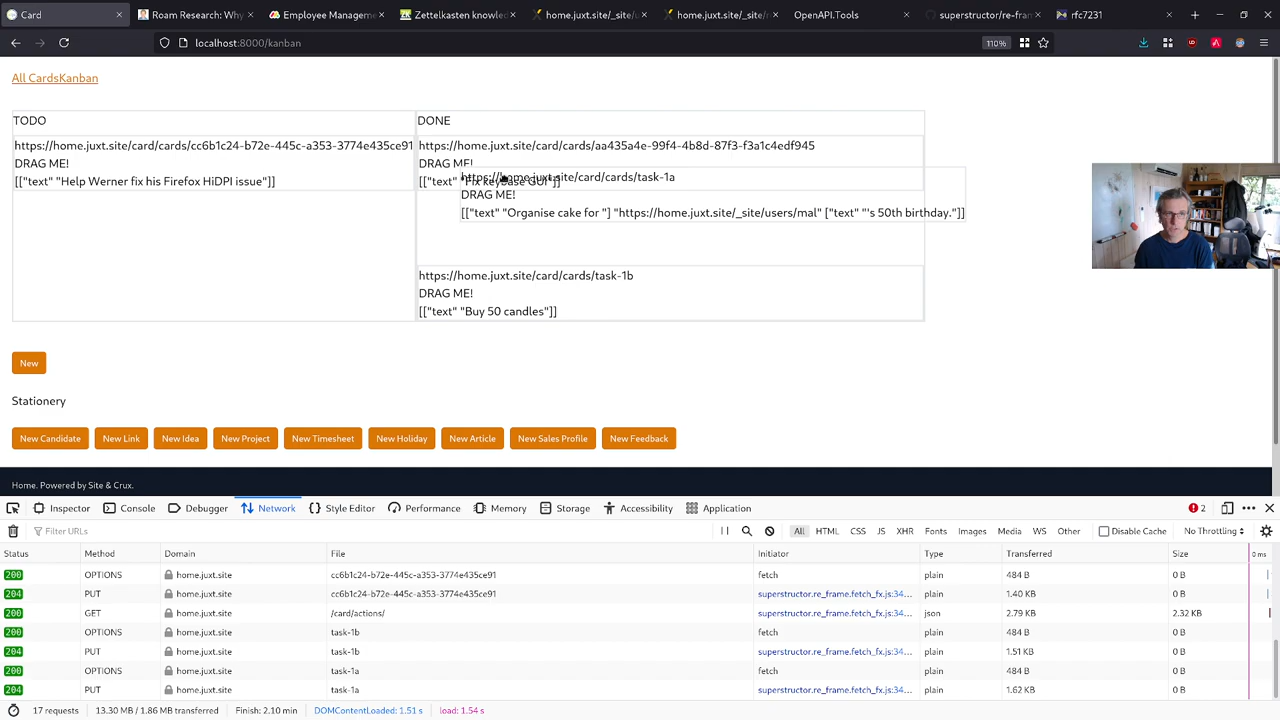 Card
Roam Research: Why
Employee Manageme
Zettelkasten knowled
home.juxt.site/_site/u
home.juxt.site/_site/r
OpenAPI.Tools
superstructor/re-fram
rfc7231
localhost:8000/kanban
110%
All CardsKanban
TODO
DONE
https://home.juxt.site/card/cards/cc6b1c24-b72e-445c-a353-3774e435ce91
DRAG ME!
[["text" "Help Werner fix his Firefox HiDPI issue"]]
https://home.juxt.site/card/cards/aa435a4e-99f4-4b8d-87f3-f3a1c4edf945
DRAG ME!
[["text" "Fix keybase GUI"]]
https://home.juxt.site/card/cards/task-1a
DRAG ME!
[["text" "Organise cake for "] "https://home.juxt.site/_site/users/mal" ["text" "'s 50th birthday."]]
https://home.juxt.site/card/cards/task-1b
DRAG ME!
[["text" "Buy 50 candles"]]
New
Stationery
New Candidate New Link New Idea New Project New Timesheet New Holiday New Article New Sales Profile New Feedback
Home. Powered by Site & Crux.
Inspector Console Debugger Network Style Editor Performance Memory Storage Accessibility Application 2
Filter URLs All HTML CSS JS XHR Fonts Images Media WS Other Disable Cache No Throttling
Status Method Domain File Initiator Type Transferred Size 0 ms
200 OPTIONS home.juxt.site cc6b1c24-b72e-445c-a353-3774e435ce91 fetch plain 484 B 0 B
204 PUT home.juxt.site cc6b1c24-b72e-445c-a353-3774e435ce91 superstructor.re_frame.fetch_fx.js:34... plain 1.40 KB 0 B
200 GET home.juxt.site /card/actions/ superstructor.re_frame.fetch_fx.js:34... json 2.79 KB 2.32 KB
200 OPTIONS home.juxt.site task-1b fetch plain 484 B 0 B
204 PUT home.juxt.site task-1b superstructor.re_frame.fetch_fx.js:34... plain 1.51 KB 0 B
200 OPTIONS home.juxt.site task-1a fetch plain 484 B 0 B
204 PUT home.juxt.site task-1a superstructor.re_frame.fetch_fx.js:34... plain 1.62 KB 0 B
17 requests 13.30 MB / 1.86 MB transferred Finish: 2.10 min DOMContentLoaded: 1.51 s load: 1.54 s